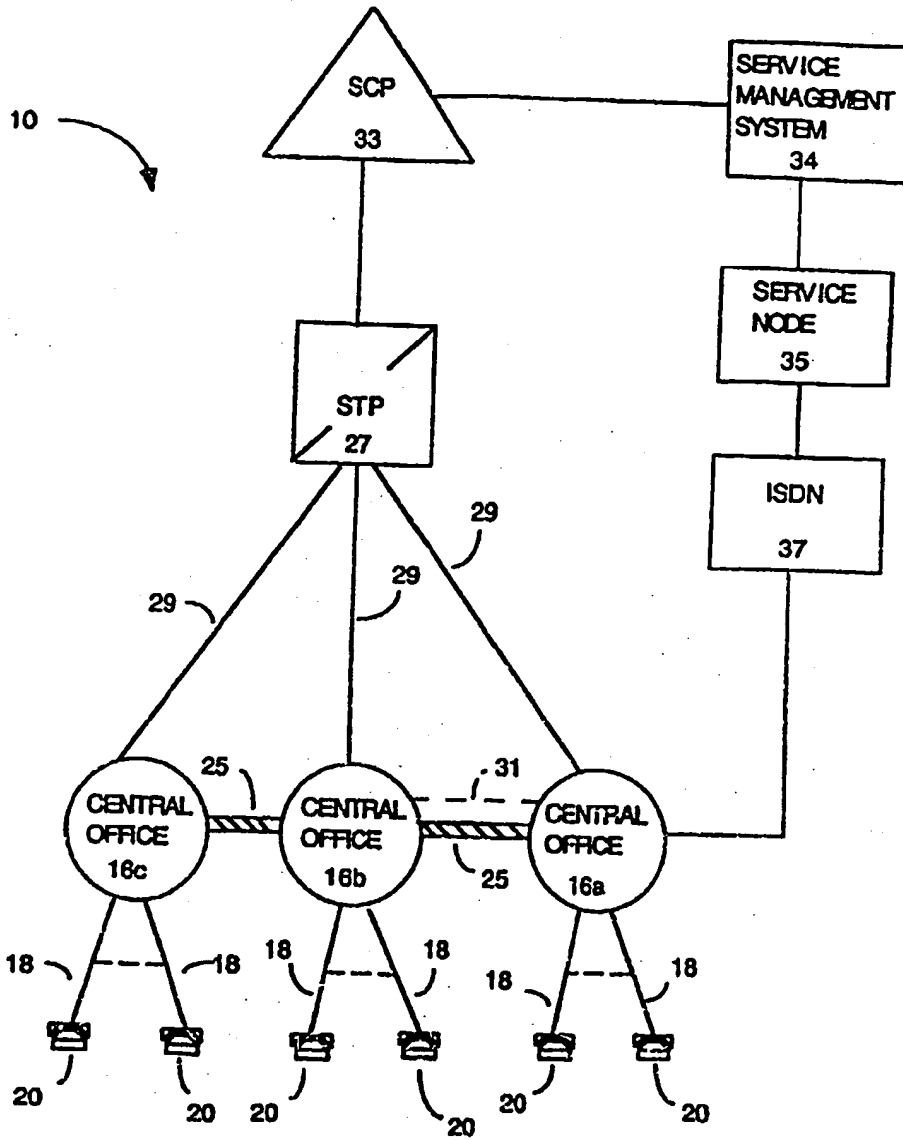 10
SCP
33
SERVICE
MANAGEMENT
SYSTEM
34
SERVICE
NODE
35
STP
27
ISDN
37
29
29
29
25
31
CENTRAL
OFFICE
16c
CENTRAL
OFFICE
16b
25
CENTRAL
OFFICE
16a
18
18
18
18
18
18
20
20
20
20
20
20